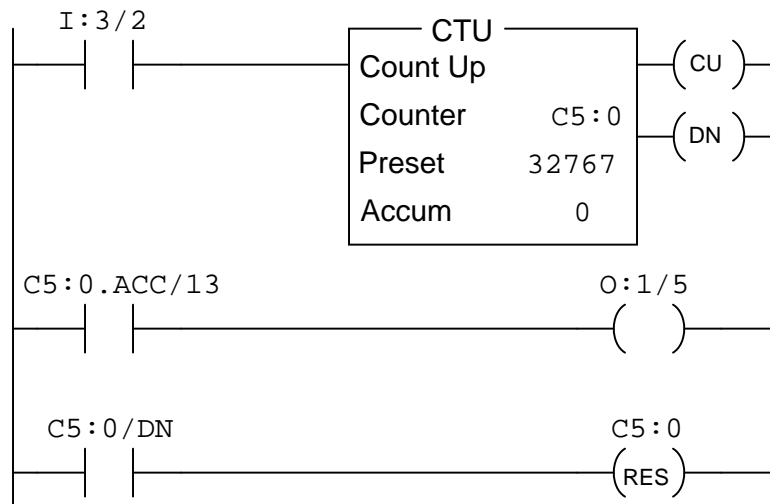 I:3/2
CTU
Count Up
Counter C5:0
Preset 32767
Accum 0
CU
DN
C5:0.ACC/13 O:1/5
C5:0/DN C5:0
RES